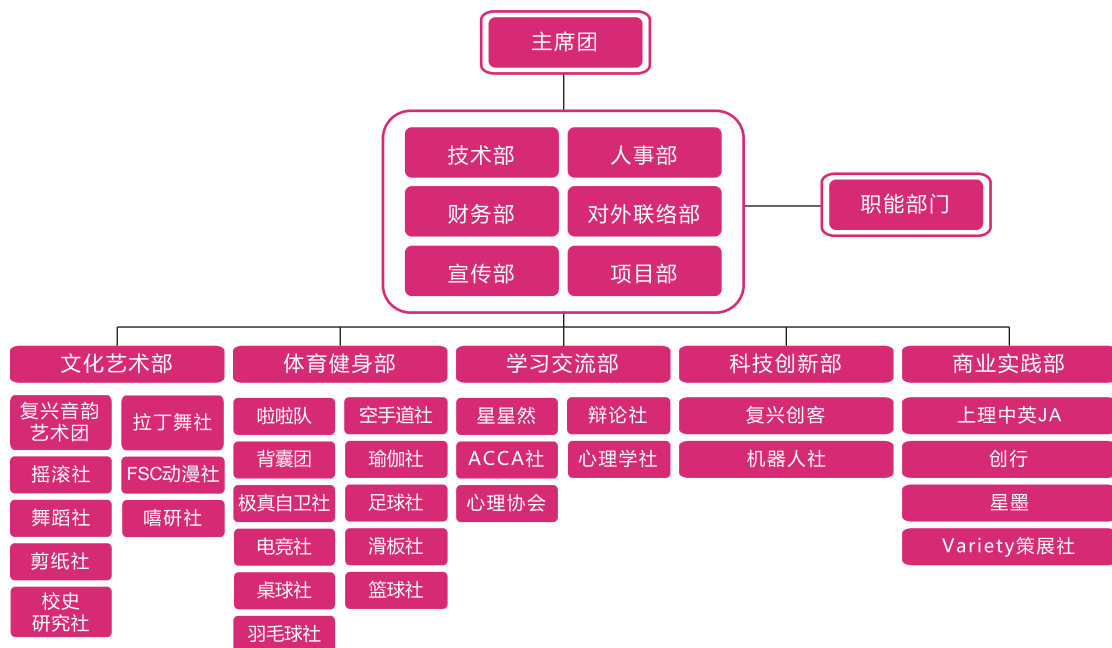 主席团
技术部
人事部
财务部
对外联络部
宣传部
项目部
职能部门
文化艺术部
体育健身部
学习交流部
科技创新部
商业实践部
复兴音韵
艺术团
拉丁舞社
摇滚社
FSC动漫社
舞蹈社
嘻研社
剪纸社
校史
研究社
啦啦队
空手道社
背囊团
瑜伽社
极真自卫社
足球社
电竞社
滑板社
桌球社
篮球社
羽毛球社
星星然
辩论社
ACCA社
心理学社
心理协会
复兴创客
机器人社
上理中英JA
创行
星墨
Variety策展社